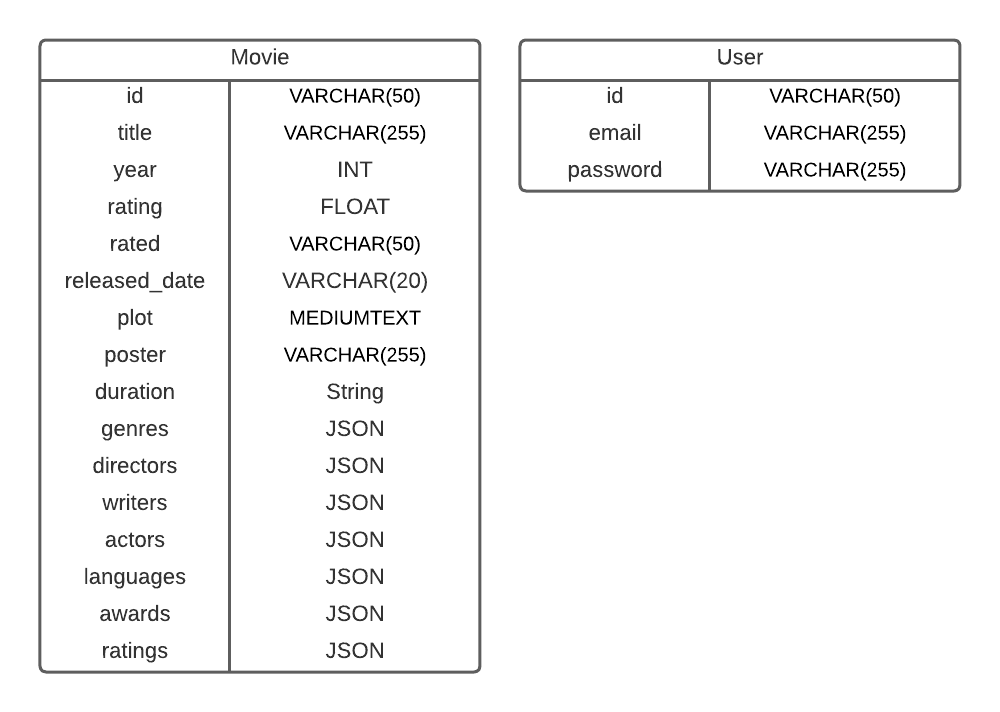 Movie
id VARCHAR(50)
title VARCHAR(255)
year INT
rating FLOAT
rated VARCHAR(50)
released_date VARCHAR(20)
plot MEDIUMTEXT
poster VARCHAR(255)
duration String
genres JSON
directors JSON
writers JSON
actors JSON
languages JSON
awards JSON
ratings JSON
User
id VARCHAR(50)
email VARCHAR(255)
password VARCHAR(255)